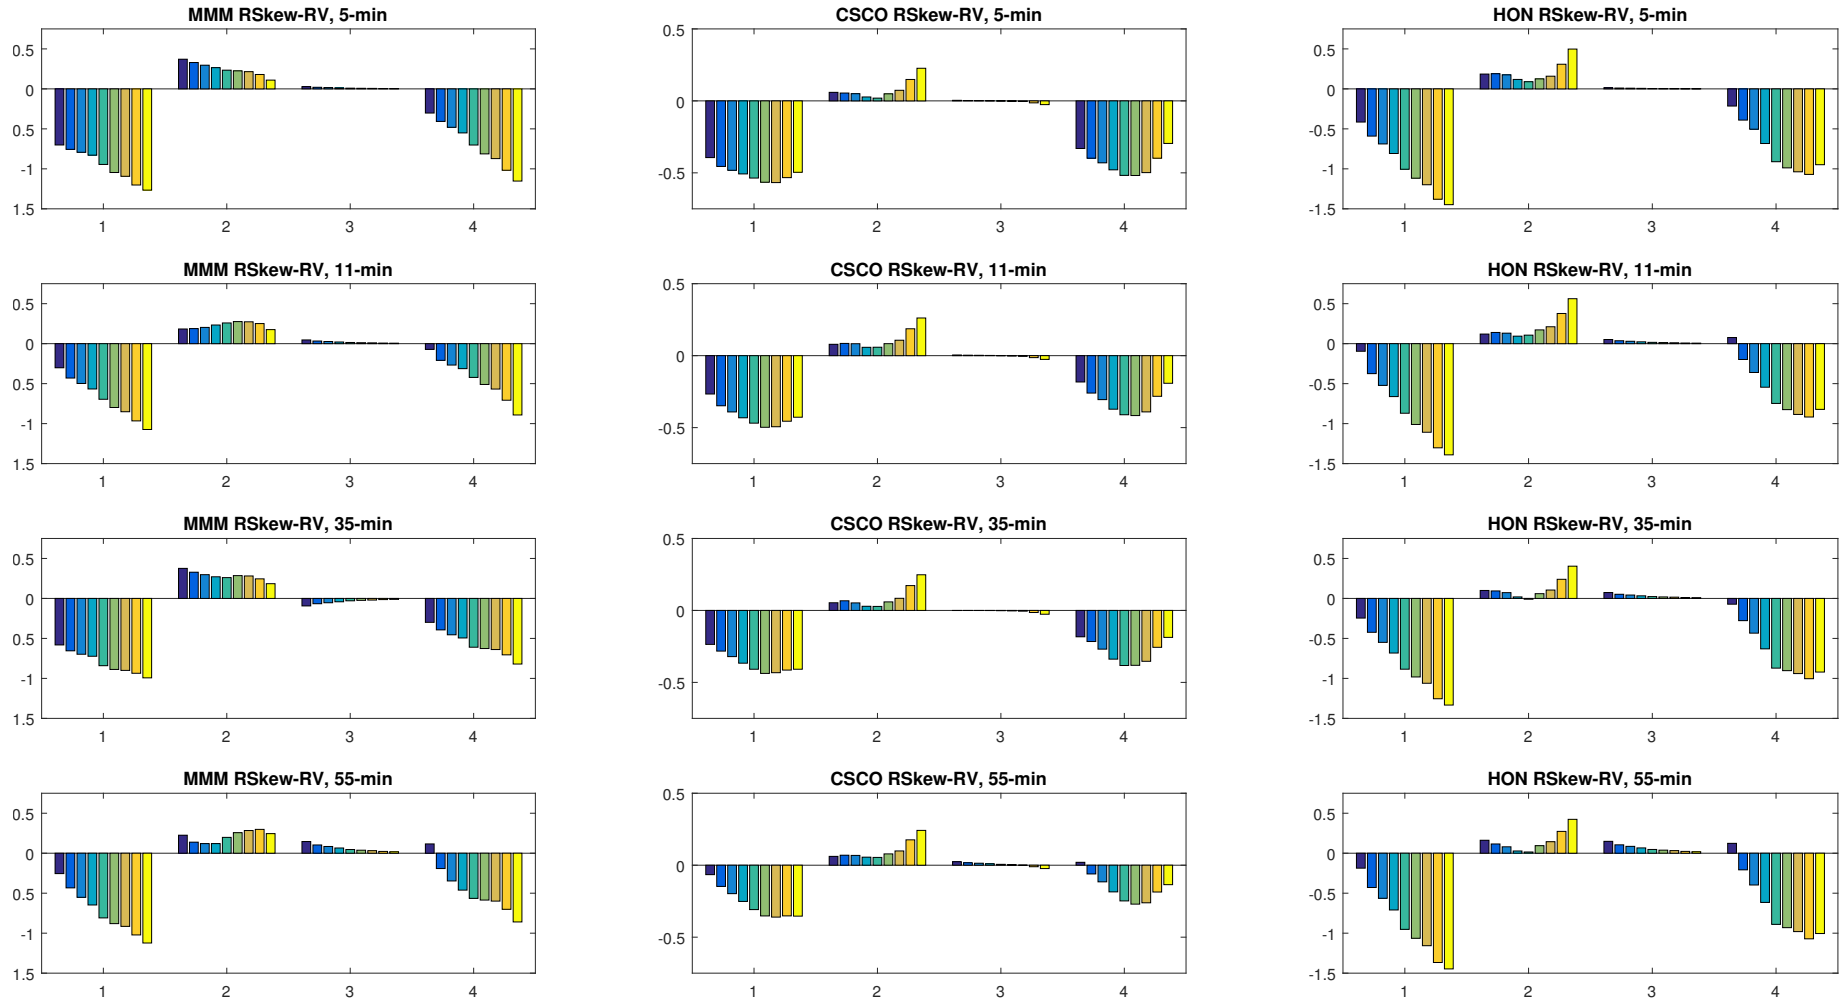 MMM RSkew-RV, 5-min
0.5
0
0.5
-1
1.5
1 2 3 4
CSCO RSkew-RV, 5-min
0.5
0
-0.5
1 2 3 4
HON RSkew-RV, 5-min
0.5
0
-0.5
-1
-1.5
1 2 3 4
MMM RSkew-RV, 11-min
0.5
0
0.5
-1
1.5
1 2 3 4
CSCO RSkew-RV, 11-min
0.5
0
-0.5
1 2 3 4
HON RSkew-RV, 11-min
0.5
0
-0.5
-1
-1.5
1 2 3 4
MMM RSkew-RV, 35-min
0.5
0
0.5
-1
1.5
1 2 3 4
CSCO RSkew-RV, 35-min
0.5
0
-0.5
1 2 3 4
HON RSkew-RV, 35-min
0.5
0
-0.5
-1
-1.5
1 2 3 4
MMM RSkew-RV, 55-min
0.5
0
0.5
-1
1.5
1 2 3 4
CSCO RSkew-RV, 55-min
0.5
0
-0.5
1 2 3 4
HON RSkew-RV, 55-min
0.5
0
-0.5
-1
-1.5
1 2 3 4